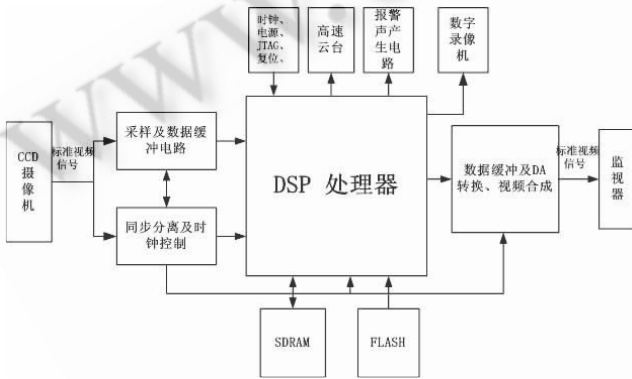 时钟、
电源、
JTAG、
复位、
高速
云台
报警
声产
生电
路
数字
录像
机
CCD
摄
像
机
标准视频
信号
采样及数据缓
冲电路
同步分离及时
钟控制
DSP 处理器
数据缓冲及DA
转换、视频合成
标准视频
信号
监
视
器
SDRAM
FLASH
www.